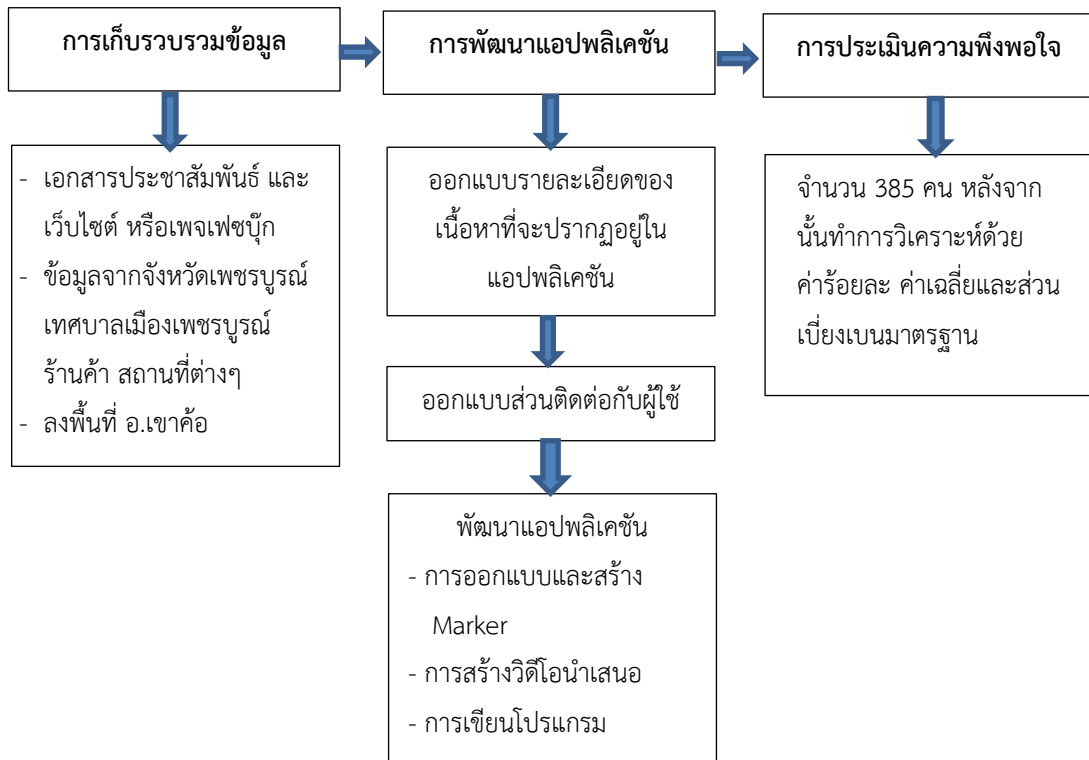 การเก็บรวบรวมข้อมูล
การพัฒนาแอปพลิเคชัน
การประเมินความพึงพอใจ
- เอกสารประชาสัมพันธ์ และ
เว็บไซต์ หรือเพจเฟซบุ๊ก
- ข้อมูลจากจังหวัดเพชรบูรณ์
เทศบาลเมืองเพชรบูรณ์
ร้านค้า สถานที่ต่างๆ
- ลงพื้นที่ อ.เขาค้อ
ออกแบบรายละเอียดของ
เนื้อหาที่จะปรากฏอยู่ใน
แอปพลิเคชัน
ออกแบบส่วนติดต่อกับผู้ใช้
พัฒนาแอปพลิเคชัน
- การออกแบบและสร้าง
Marker
- การสร้างวิดีโอนำเสนอ
- การเขียนโปรแกรม
จำนวน 385 คน หลังจาก
นั้นทำการวิเคราะห์ด้วย
ค่าร้อยละ ค่าเฉลี่ยและส่วน
เบี่ยงเบนมาตรฐาน